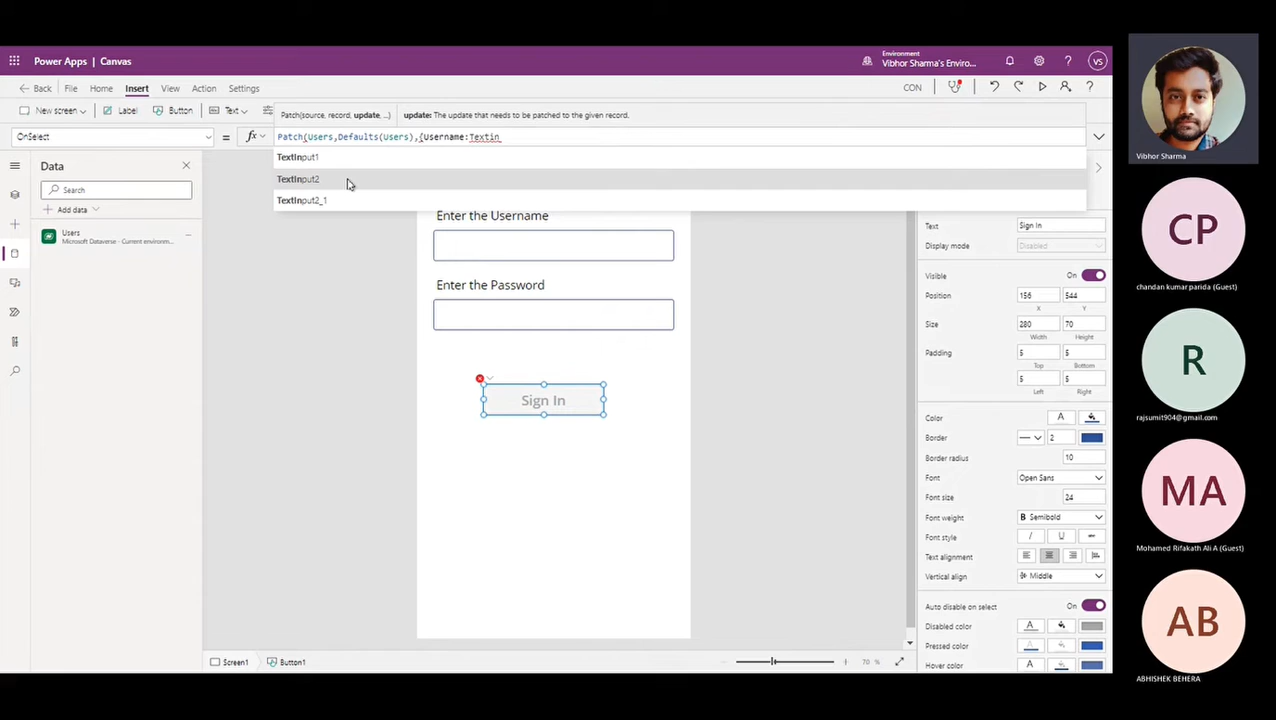 Power Apps | Canvas
Environment
Vibhor Sharma's Enviro...
VS
Back
File
Home
Insert
View
Action
Settings
CON
New screen
Label
Button
Text
Patch(source, record, update, ...)
update: The update that needs to be patched to the given record.
OnSelect
=
fx
Patch(Users,Defaults(Users),{Username:Textin
TextInput1
TextInput2
TextInput2_1
Data
Search
Add data
Users
Microsoft Dataverse - Current environm...
Enter the Username
Enter the Password
Sign In
Text
Sign In
Display mode
Disabled
Visible
On
Position
156
544
X
Y
Size
280
70
Width
Height
Padding
5
5
Top
Bottom
5
5
Left
Right
Color
A
Border
2
Border radius
10
Font
Open Sans
Font size
24
Font weight
B Semibold
Font style
/
U
Text alignment
Vertical align
Middle
Auto disable on select
On
Disabled color
A
Pressed color
A
Hover color
A
Screen1
Button1
70 %
Vibhor Sharma
CP
chandan kumar parida (Guest)
R
rajsumit904@gmail.com
MA
Mohamed Rifakath Ali A (Guest)
AB
ABHISHEK BEHERA